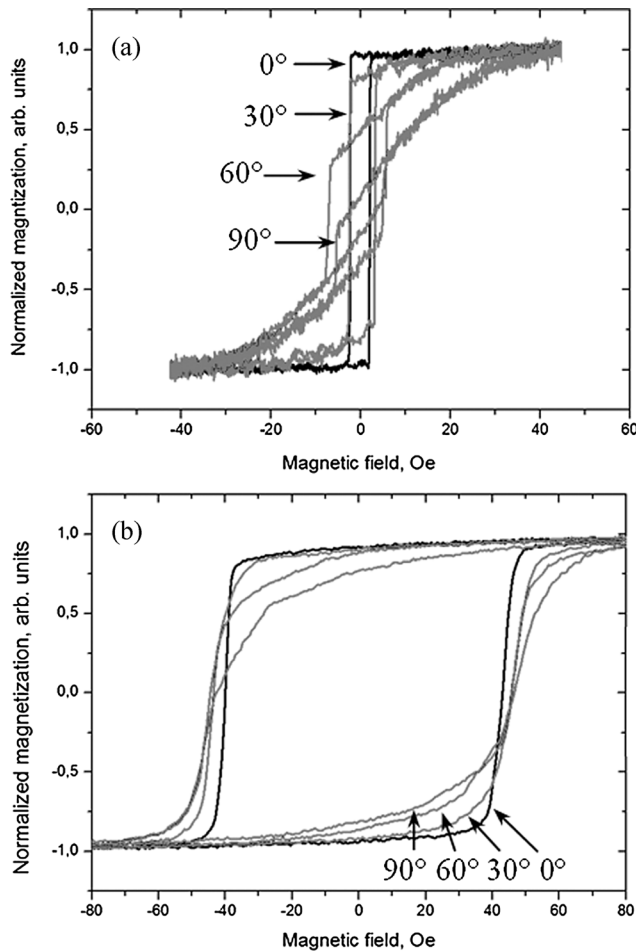 (a)
1,0
0,5
0,0
-0,5
-1,0
0°
30°
60°
90°
Normalized magntization, arb. units
-60 -40 -20 0 20 40 60
Magnetic field, Oe
(b)
1,0
0,5
0,0
-0,5
-1,0
90° 60° 30° 0°
Normalized magnetization, arb. units
-80 -60 -40 -20 0 20 40 60 80
Magnetic field, Oe